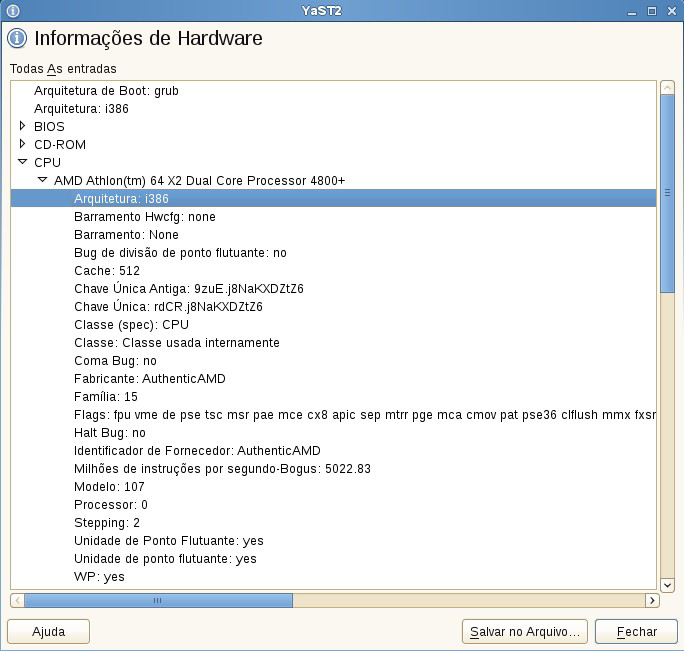 YaST2
Informações de Hardware
Todas As entradas
Arquitetura de Boot: grub
Arquitetura: i386
BIOS
CD-ROM
CPU
AMD Athlon(tm) 64 X2 Dual Core Processor 4800+
Arquitetura: i386
Barramento Hwcfg: none
Barramento: None
Bug de divisão de ponto flutuante: no
Cache: 512
Chave Única Antiga: 9zuE.j8NaKXDZtZ6
Chave Única: rdCR.j8NaKXDZtZ6
Classe (spec): CPU
Classe: Classe usada internamente
Coma Bug: no
Fabricante: AuthenticAMD
Família: 15
Flags: fpu vme de pse tsc msr pae mce cx8 apic sep mtrr pge mca cmov pat pse36 clflush mmx fxsr
Halt Bug: no
Identificador de Fornecedor: AuthenticAMD
Milhões de instruções por segundo-Bogus: 5022.83
Modelo: 107
Processor: 0
Stepping: 2
Unidade de Ponto Flutuante: yes
Unidade de ponto flutuante: yes
WP: yes
Ajuda
Salvar no Arquivo...
Fechar